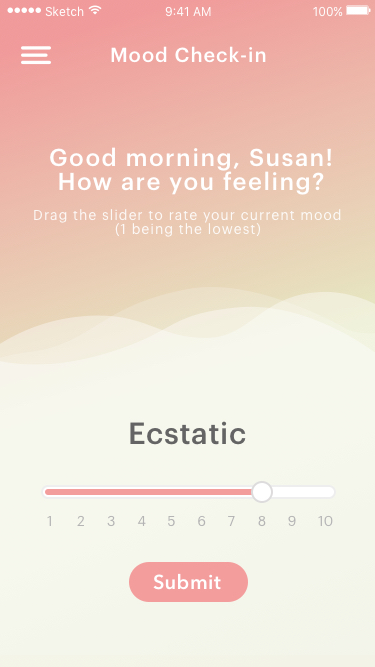 Sketch 9:41 AM 100%
Mood Check-in
Good morning, Susan!
How are you feeling?
Drag the slider to rate your current mood
(1 being the lowest)
Ecstatic
1 2 3 4 5 6 7 8 9 10
Submit